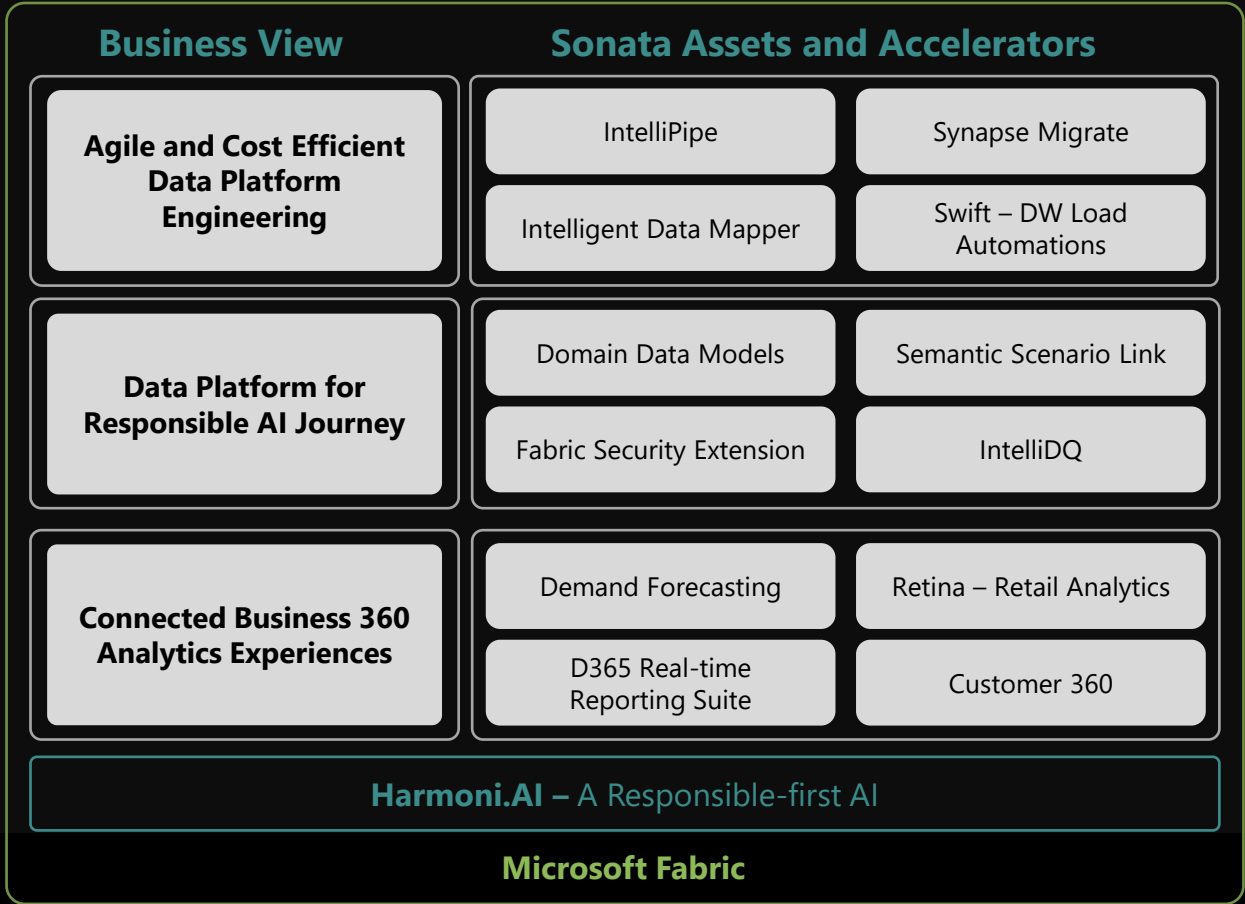 Business View
Sonata Assets and Accelerators
Agile and Cost Efficient
Data Platform
Engineering
IntelliPipe
Synapse Migrate
Intelligent Data Mapper
Swift – DW Load
Automations
Data Platform for
Responsible AI Journey
Domain Data Models
Semantic Scenario Link
Fabric Security Extension
IntelliDQ
Connected Business 360
Analytics Experiences
Demand Forecasting
Retina – Retail Analytics
D365 Real-time
Reporting Suite
Customer 360
Harmoni.AI – A Responsible-first AI
Microsoft Fabric